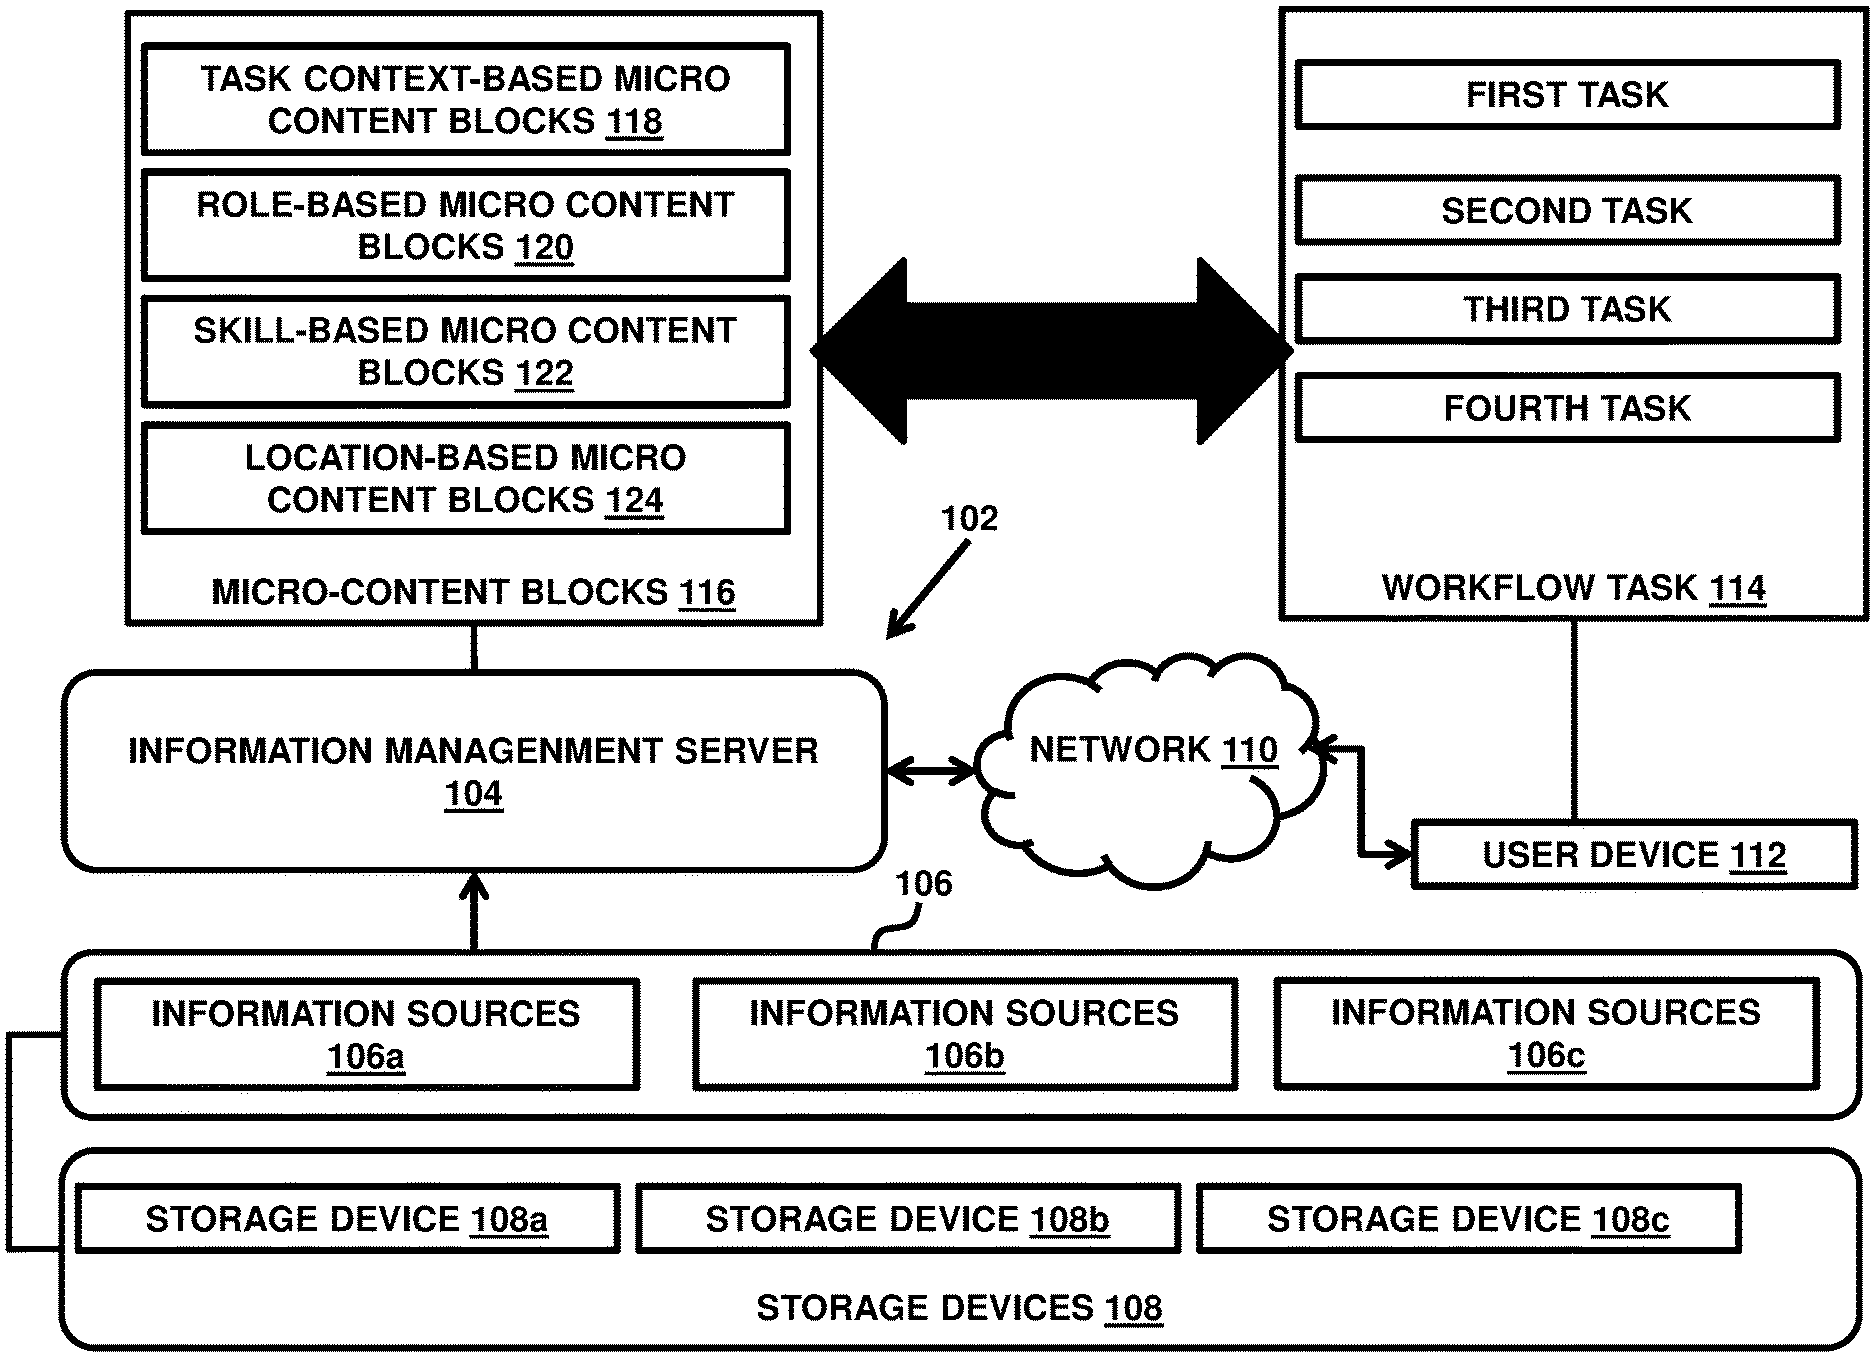 TASK CONTEXT-BASED MICRO
CONTENT BLOCKS 118
ROLE-BASED MICRO CONTENT
BLOCKS 120
SKILL-BASED MICRO CONTENT
BLOCKS 122
LOCATION-BASED MICRO
CONTENT BLOCKS 124
MICRO-CONTENT BLOCKS 116
FIRST TASK
SECOND TASK
THIRD TASK
FOURTH TASK
WORKFLOW TASK 114
102
INFORMATION MANAGENMENT SERVER
104
NETWORK 110
USER DEVICE 112
106
INFORMATION SOURCES
106a
INFORMATION SOURCES
106b
INFORMATION SOURCES
106c
STORAGE DEVICE 108a
STORAGE DEVICE 108b
STORAGE DEVICE 108c
STORAGE DEVICES 108